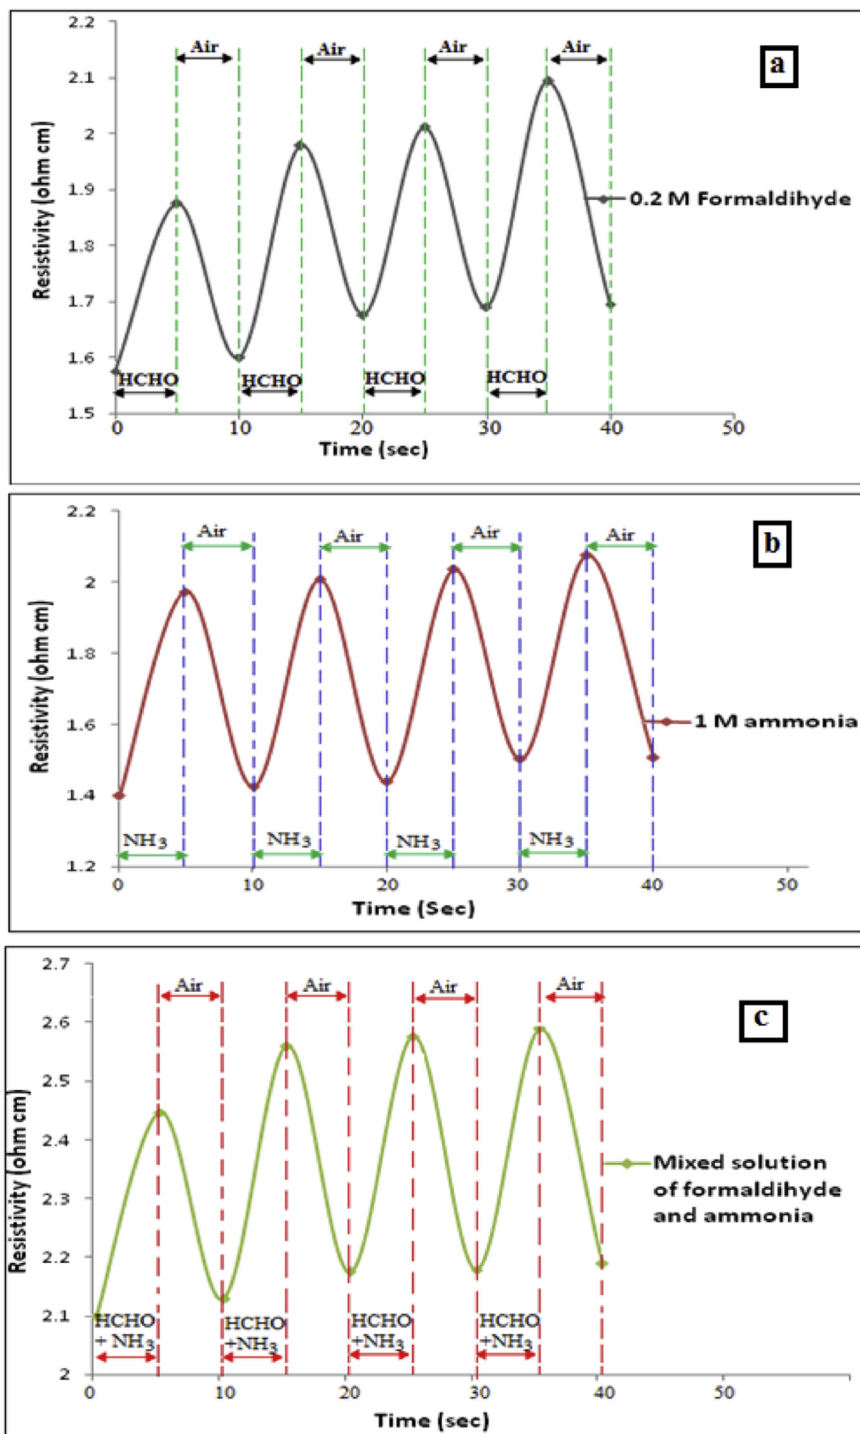 2.2
Air
Air
Air
Air
a
2.1
2
0.2 M Formaldihyde
1.9
1.8
1.7
1.6
HCHO
HCHO
HCHO
HCHO
1.5
0
10
20
30
40
50
Resistivity (ohm cm)
Time (sec)
2.2
Air
Air
Air
Air
b
2
1.8
1 M ammonia
1.6
1.4
NH3
NH3
NH3
NH3
1.2
0
10
20
30
40
50
Resistivity (ohm cm)
Time (Sec)
2.7
Air
Air
Air
Air
c
2.6
2.5
2.4
Mixed solution
of formaldihyde
and ammonia
2.3
2.2
2.1
HCHO
+ NH3
HCHO
+NH3
HCHO
+NH3
HCHO
+NH3
2
0
10
20
30
40
50
Resistivity (ohm cm)
Time (sec)